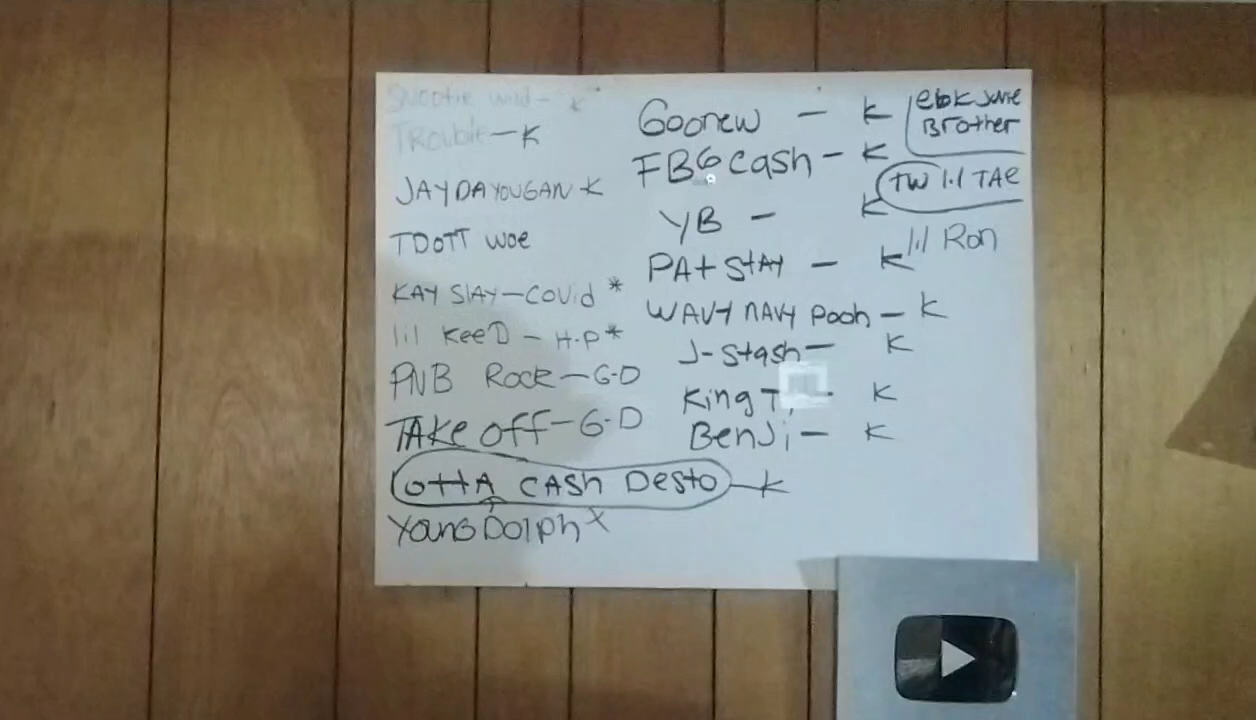 Snootie wild - K
TROUBLE - K
JAYDAYOUGAN K
TDOTT WOE
KAY SLAY - COVid *
lil KeeD - H.P *
PNB Rock - G-D
TAKe OFF - G-D
OttA CASH Desto - K
Young Dolph x
Goonew - K
FBG cash - K
YB - K
PAt StAY - K
WAVY NAVY Pooh - K
J-Stash - K
King - K
BenJi - K
Brother
TW lil TAe
lil Ron